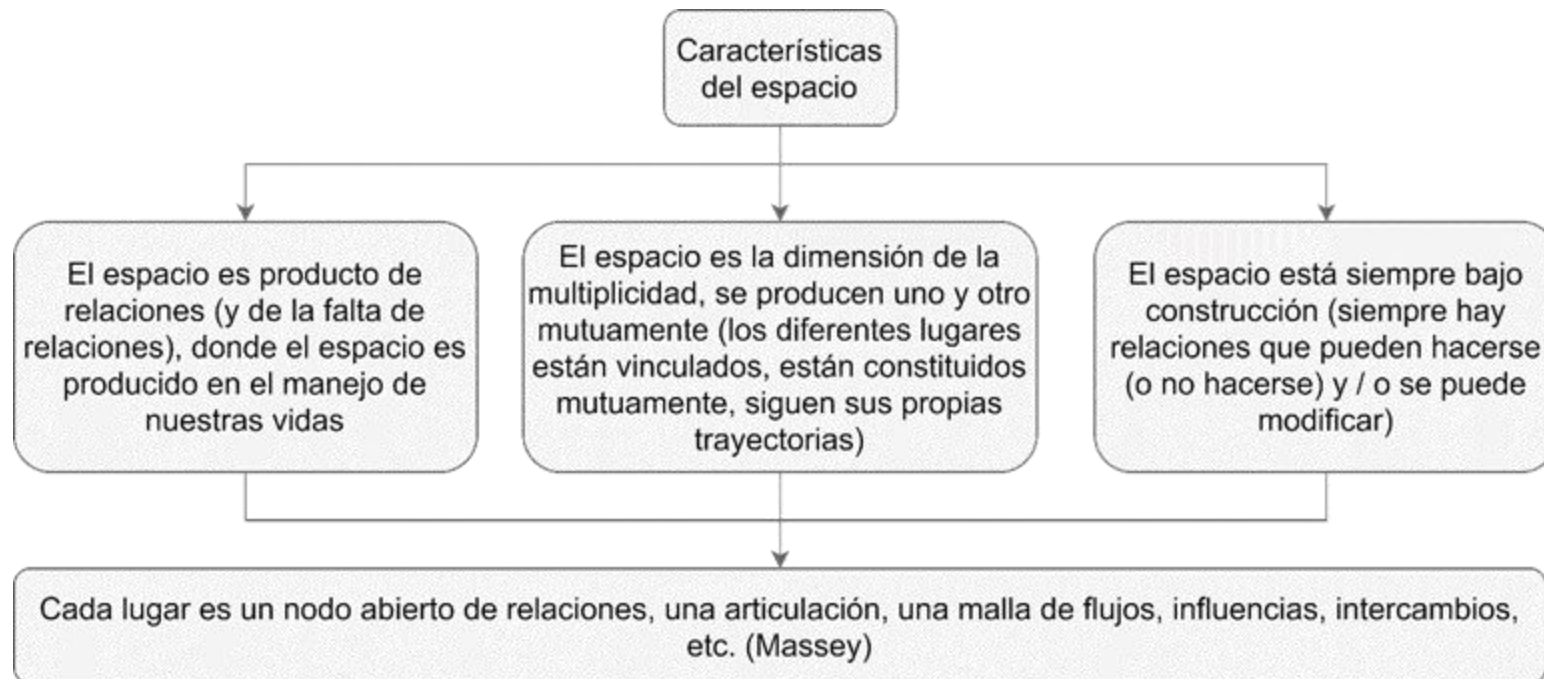 Características
del espacio
El espacio es producto de
relaciones (y de la falta de
relaciones), donde el espacio es
producido en el manejo de
nuestras vidas
El espacio es la dimensión de la
multiplicidad, se producen uno y otro
mutuamente (los diferentes lugares
están vinculados, están constituidos
mutuamente, siguen sus propias
trayectorias)
El espacio está siempre bajo
construcción (siempre hay
relaciones que pueden hacerse
(o no hacerse) y / o se puede
modificar)
Cada lugar es un nodo abierto de relaciones, una articulación, una malla de flujos, influencias, intercambios,
etc. (Massey)